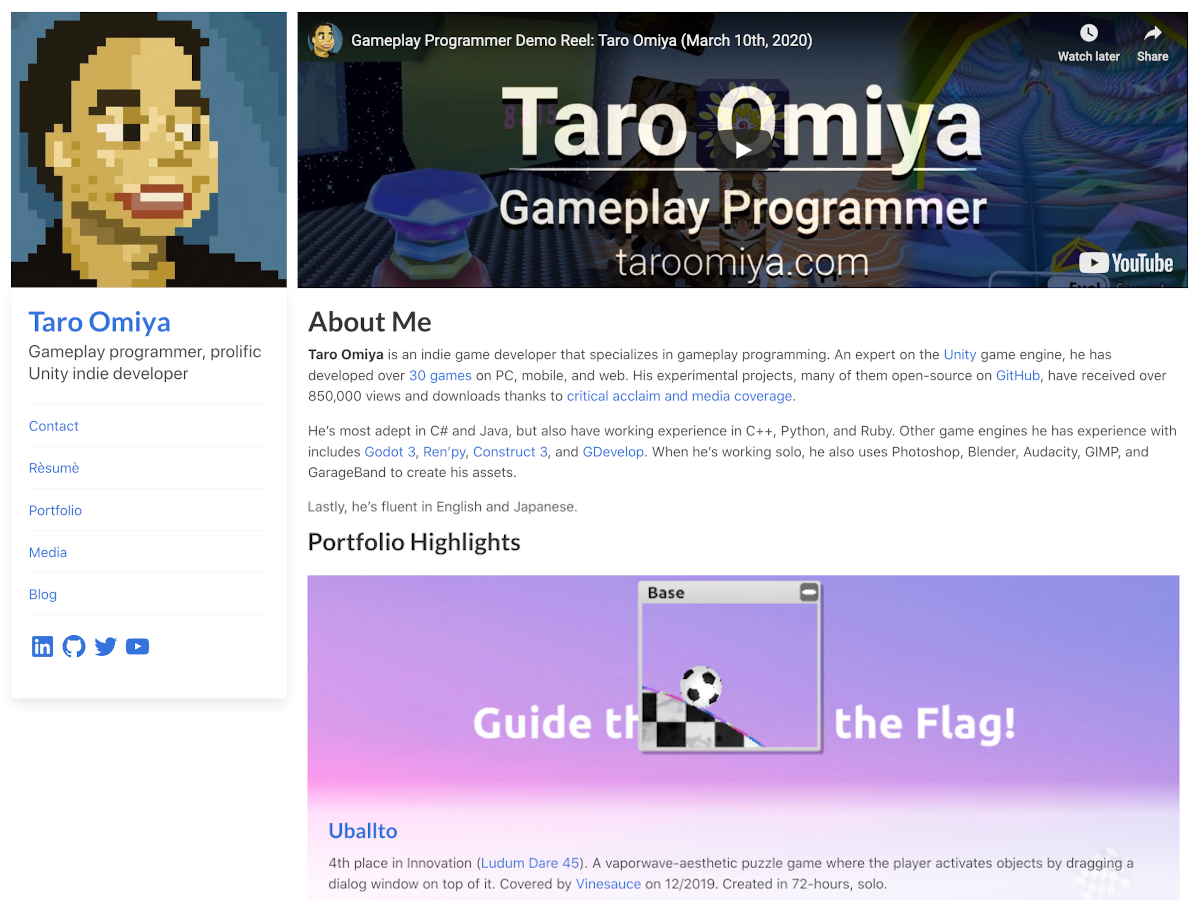 Gameplay Programmer Demo Reel: Taro Omiya (March 10th, 2020)
Watch later
Share
Taro Omiya
Gameplay Programmer
taroomiya.com
YouTube
Taro Omiya
Gameplay programmer, prolific
Unity indie developer
Contact
Rèsumè
Portfolio
Media
Blog
About Me
Taro Omiya is an indie game developer that specializes in gameplay programming. An expert on the Unity game engine, he has
developed over 30 games on PC, mobile, and web. His experimental projects, many of them open-source on GitHub, have received over
850,000 views and downloads thanks to critical acclaim and media coverage.
He's most adept in C# and Java, but also have working experience in C++, Python, and Ruby. Other game engines he has experience with
includes Godot 3, Ren'py, Construct 3, and GDevelop. When he's working solo, he also uses Photoshop, Blender, Audacity, GIMP, and
GarageBand to create his assets.
Lastly, he's fluent in English and Japanese.
Portfolio Highlights
Base
Guide th the Flag!
Uballto
4th place in Innovation (Ludum Dare 45). A vaporwave-aesthetic puzzle game where the player activates objects by dragging a
dialog window on top of it. Covered by Vinesauce on 12/2019. Created in 72-hours, solo.